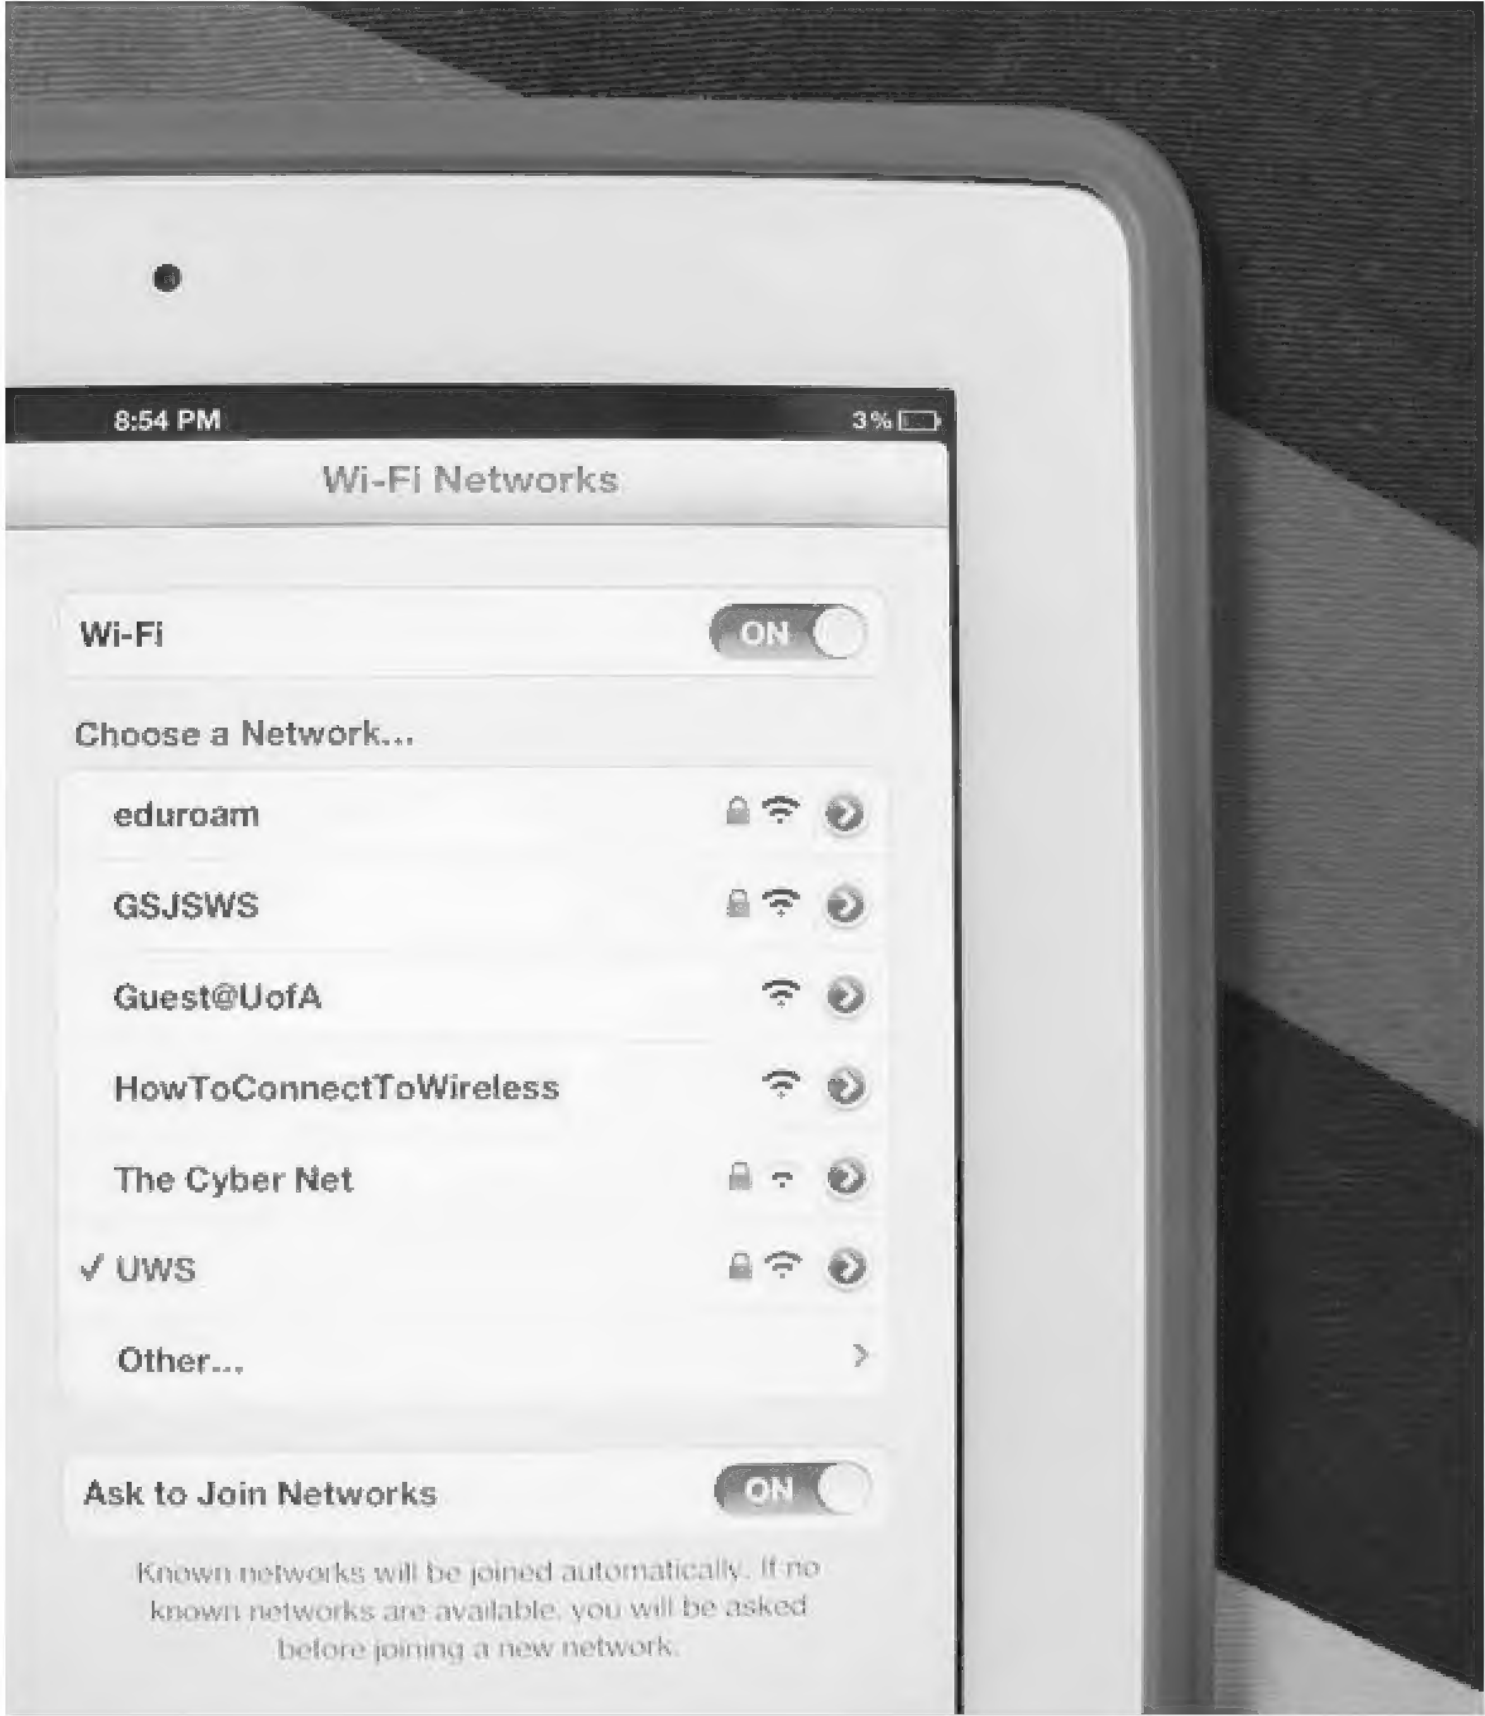 8:54 PM 3%
Wi-Fi Networks
Wi-Fi ON
Choose a Network...
eduroam
GSJSWS
Guest@UofA
HowToConnectToWireless
The Cyber Net
✓ UWS
Other...
Ask to Join Networks ON
Known networks will be joined automatically. If no
known networks are available, you will be asked
before joining a new network.